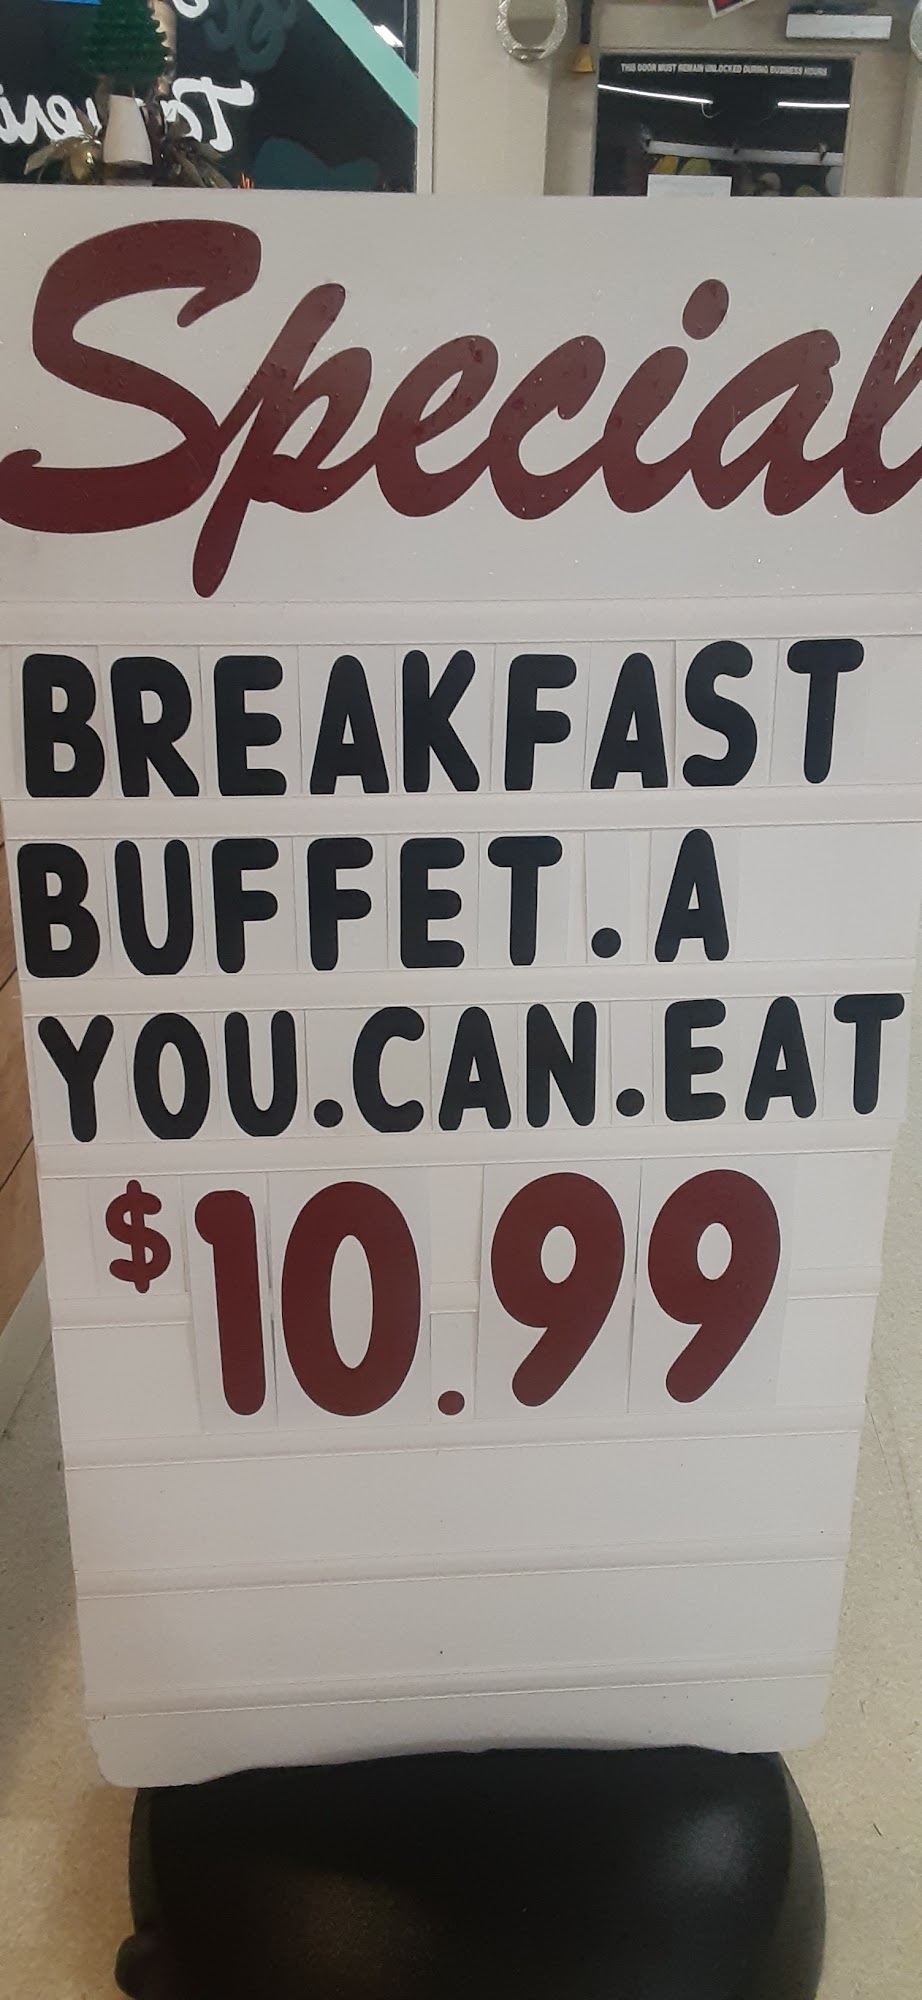 THIS DOOR MUST REMAIN UNLOCKED DURING BUSINESS HOURS
Special
BREAKFAST
BUFFET.A
YOU.CAN.EAT
$10.99